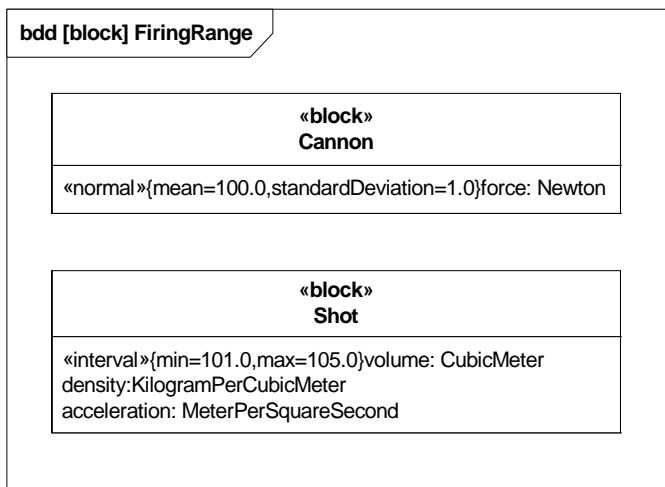 bdd [block] FiringRange
«block»
Cannon
«normal»{mean=100.0,standardDeviation=1.0}force: Newton
«block»
Shot
«interval»{min=101.0,max=105.0}volume: CubicMeter
density:KilogramPerCubicMeter
acceleration: MeterPerSquareSecond